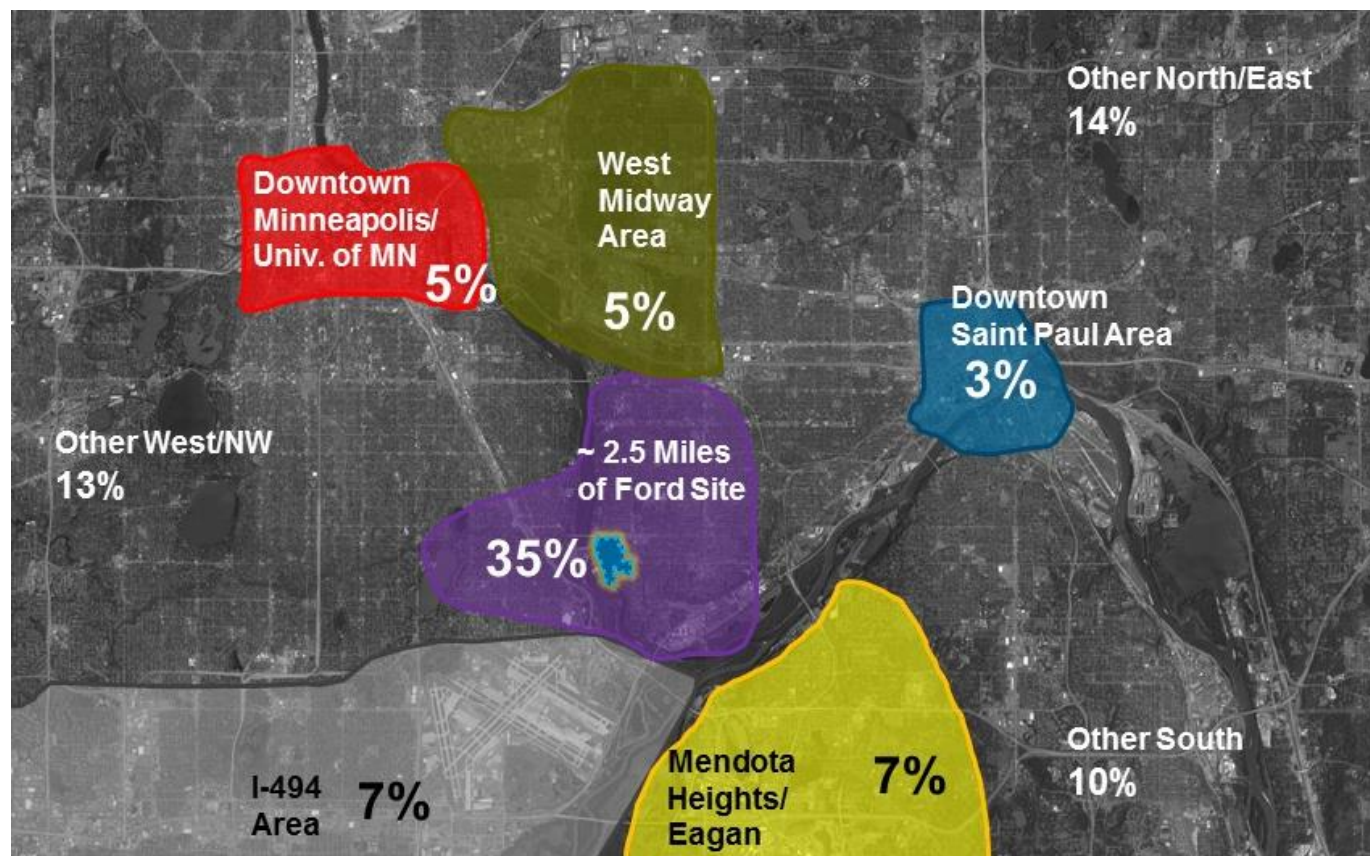 Other North/East
14%
West
Midway
Area
5%
Downtown
Minneapolis/
Univ. of MN
5%
Downtown
Saint Paul Area
3%
Other West/NW
13%
~ 2.5 Miles
of Ford Site
35%
I-494
Area
7%
Mendota
Heights/
Eagan
7%
Other South
10%